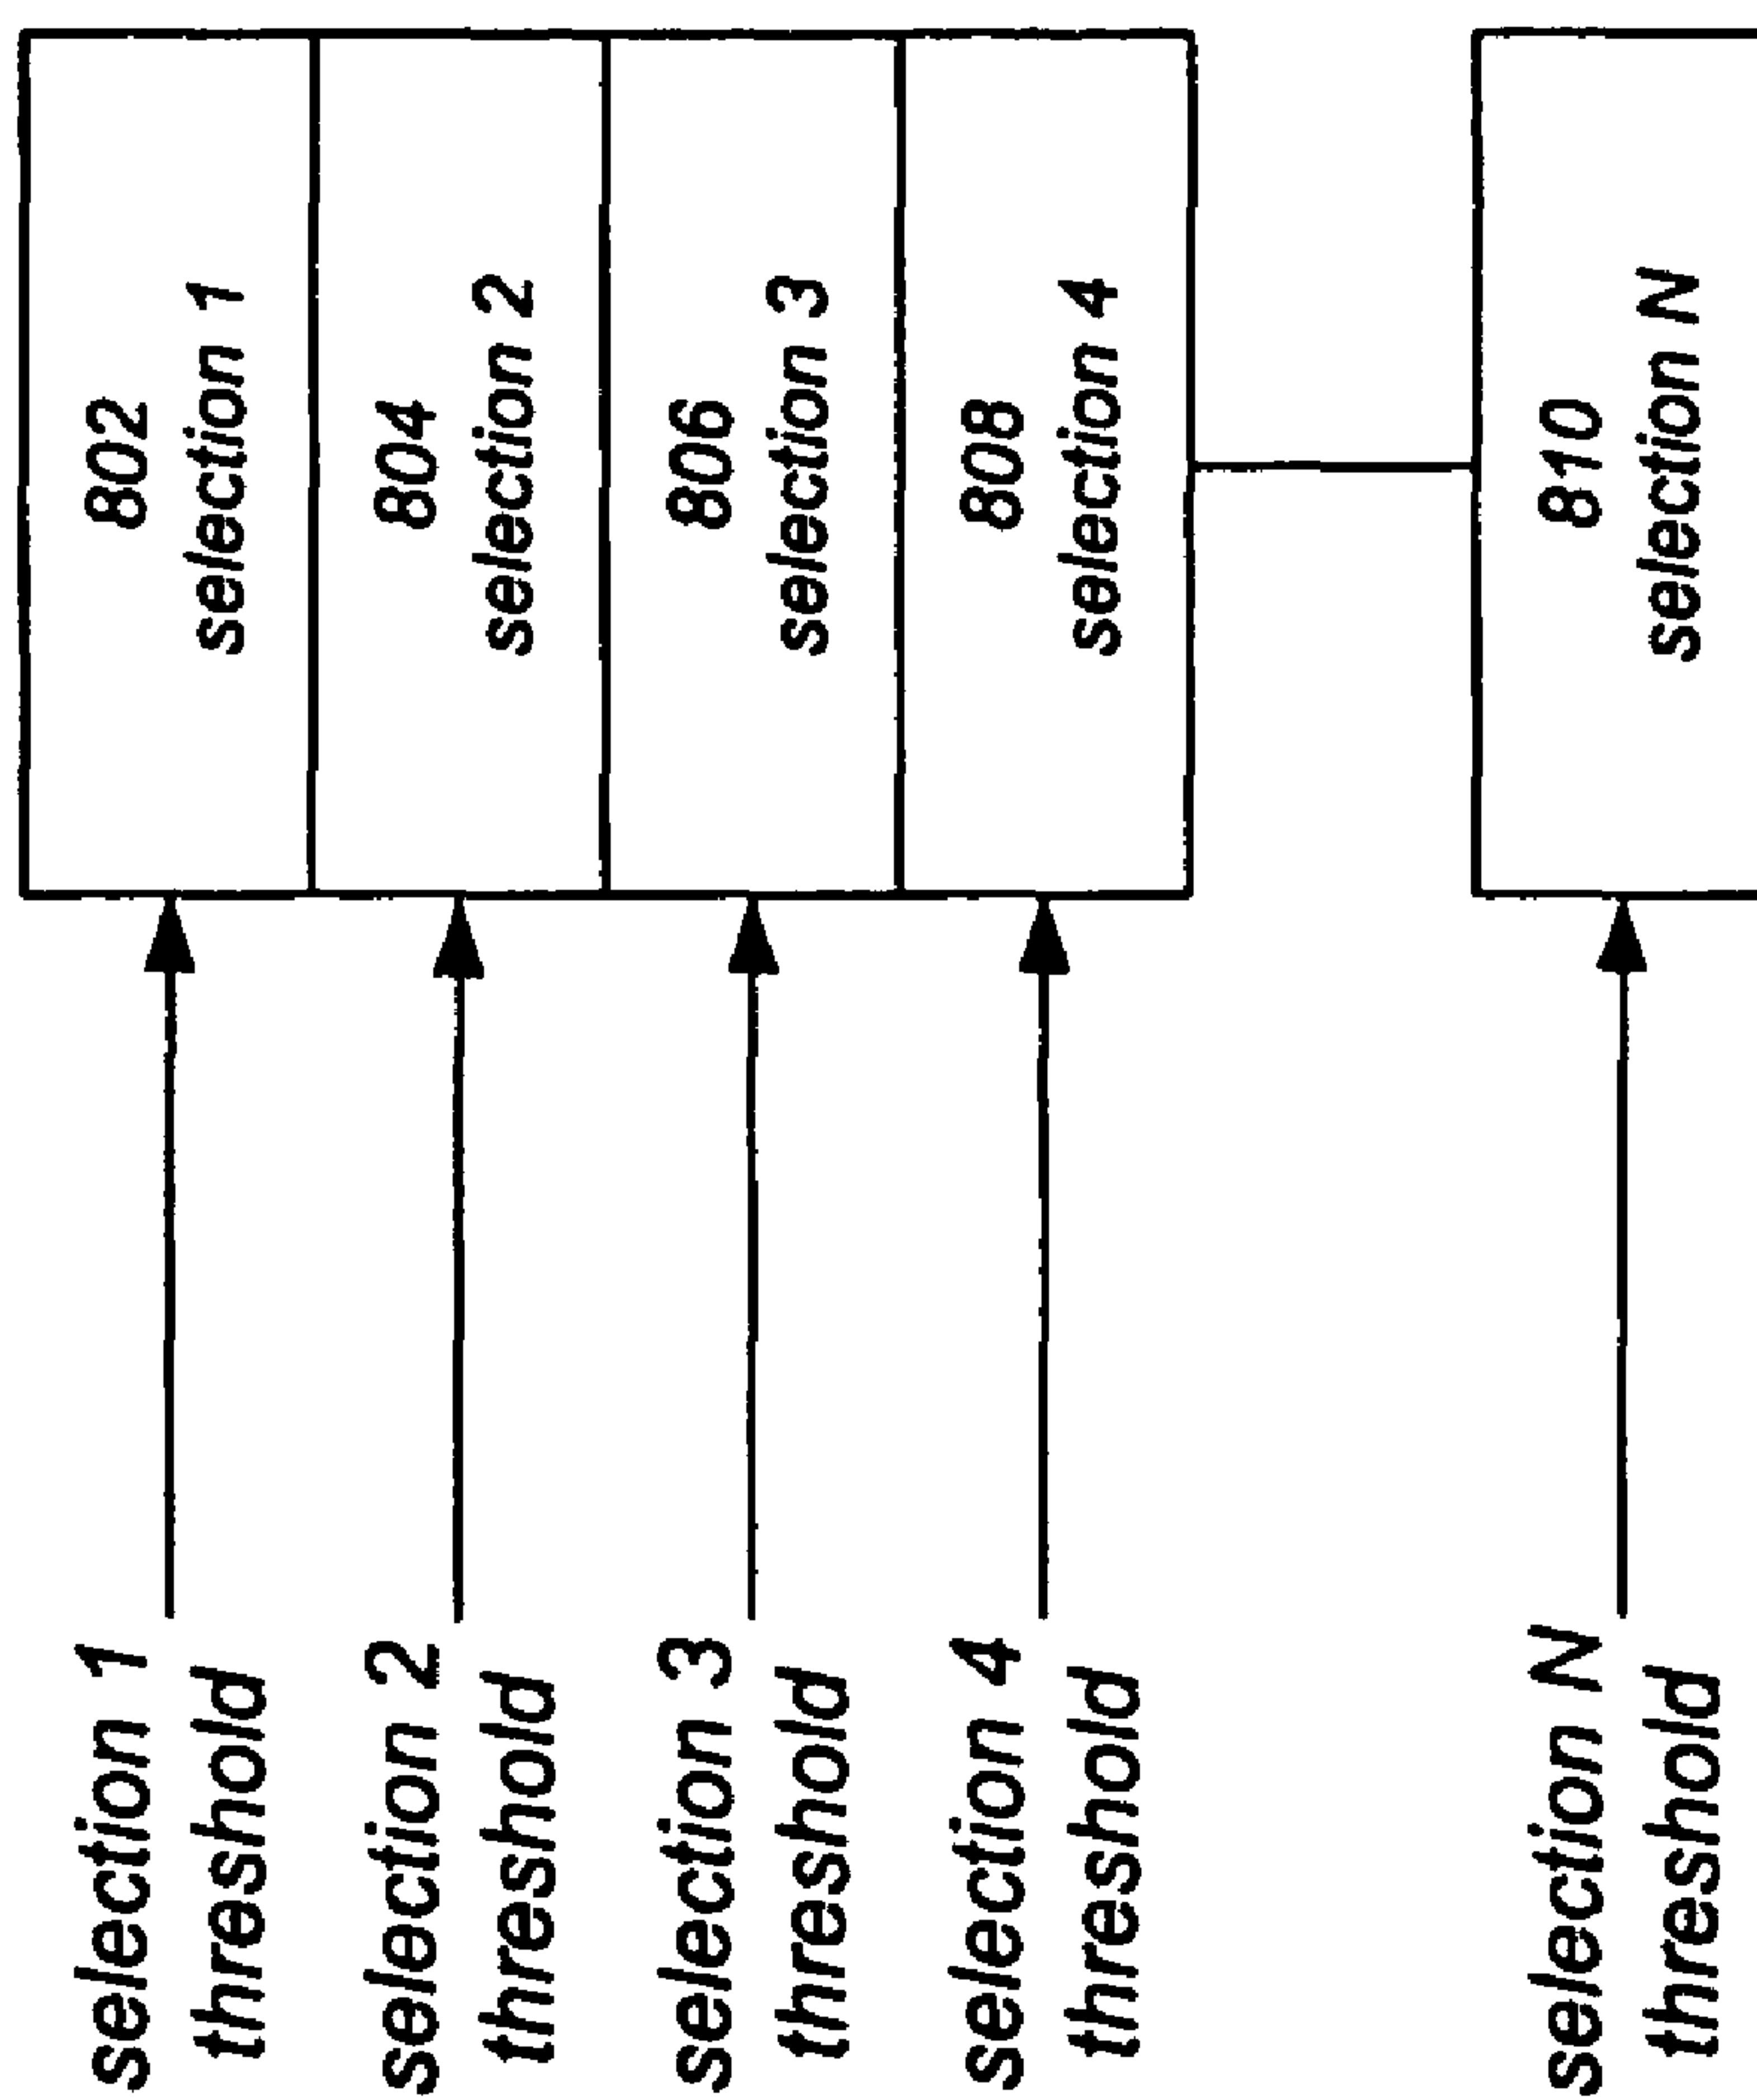 802
selection 1
804
selection 2
806
selection 3
808
selection 4
810
selection N
selection 1
threshold
selection 2
threshold
selection 3
threshold
selection 4
threshold
selection N
threshold